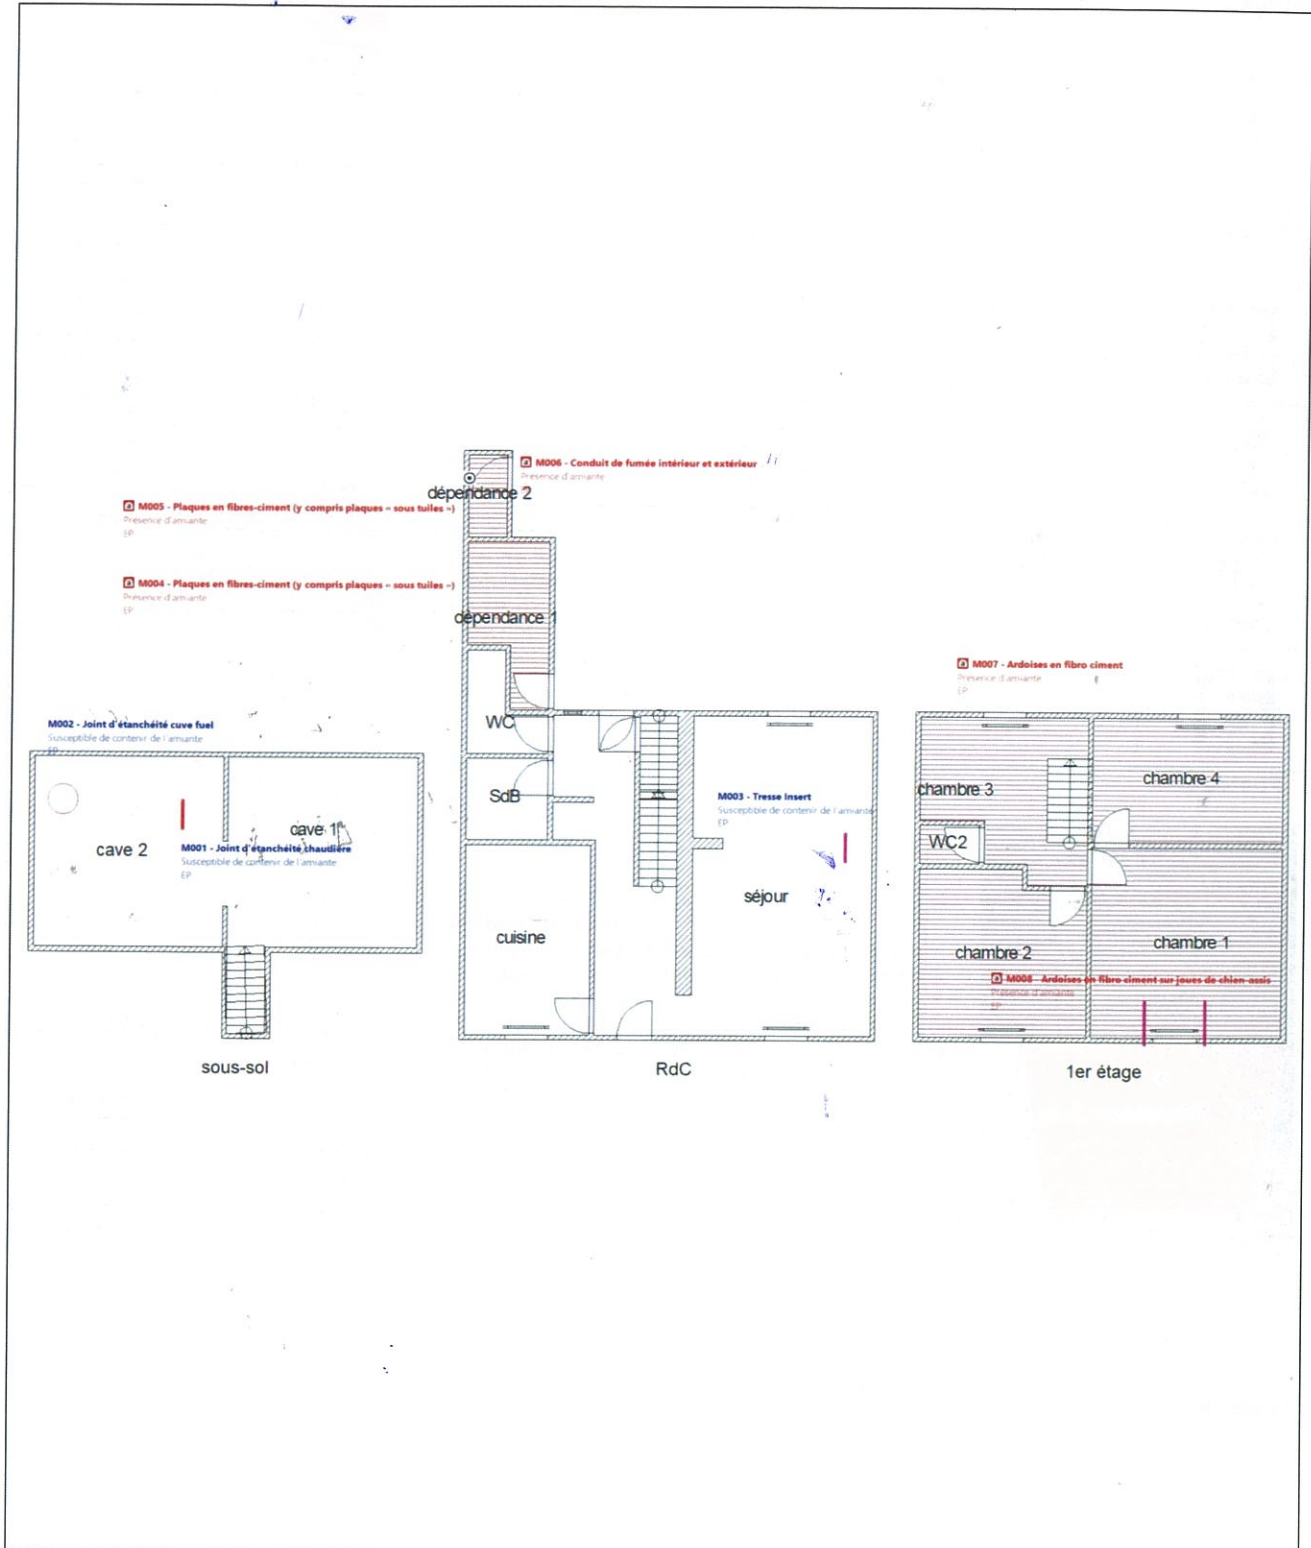 M006 - Conduit de fumée intérieur et extérieur
Présence d'amiante
dépendance 2
M005 - Plaques en fibres-ciment (y compris plaques « sous tuiles »)
Présence d'amiante
EP
M004 - Plaques en fibres-ciment (y compris plaques « sous tuiles »)
Présence d'amiante
EP
dépendance 1
M007 - Ardoises en fibro ciment
Présence d'amiante
EP
M002 - Joint d'étanchéité cuve fuel
Susceptible de contenir de l'amiante
EP
WC
SdB
M003 - Tresse Insert
Susceptible de contenir de l'amiante
EP
chambre 3
chambre 4
cave 1
cave 2
M001 - Joint d'étanchéité chaudière
Susceptible de contenir de l'amiante
EP
WC2
séjour
cuisine
chambre 2
chambre 1
M008 - Ardoises en fibro ciment sur joues de chien-assis
Présence d'amiante
EP
sous-sol
RdC
1er étage